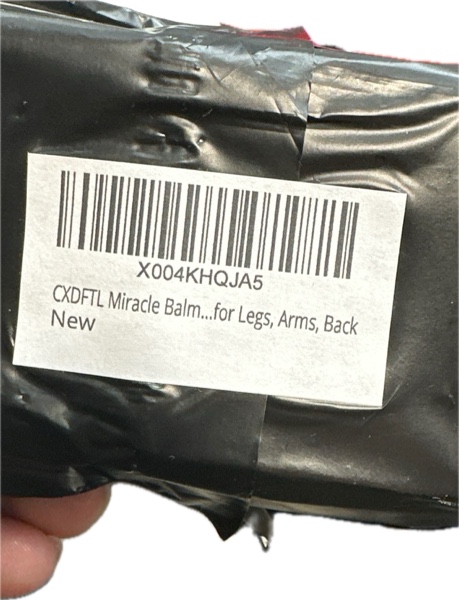 X004KHQJA5
CXDFTL Miracle Balm...for Legs, Arms, Back
New